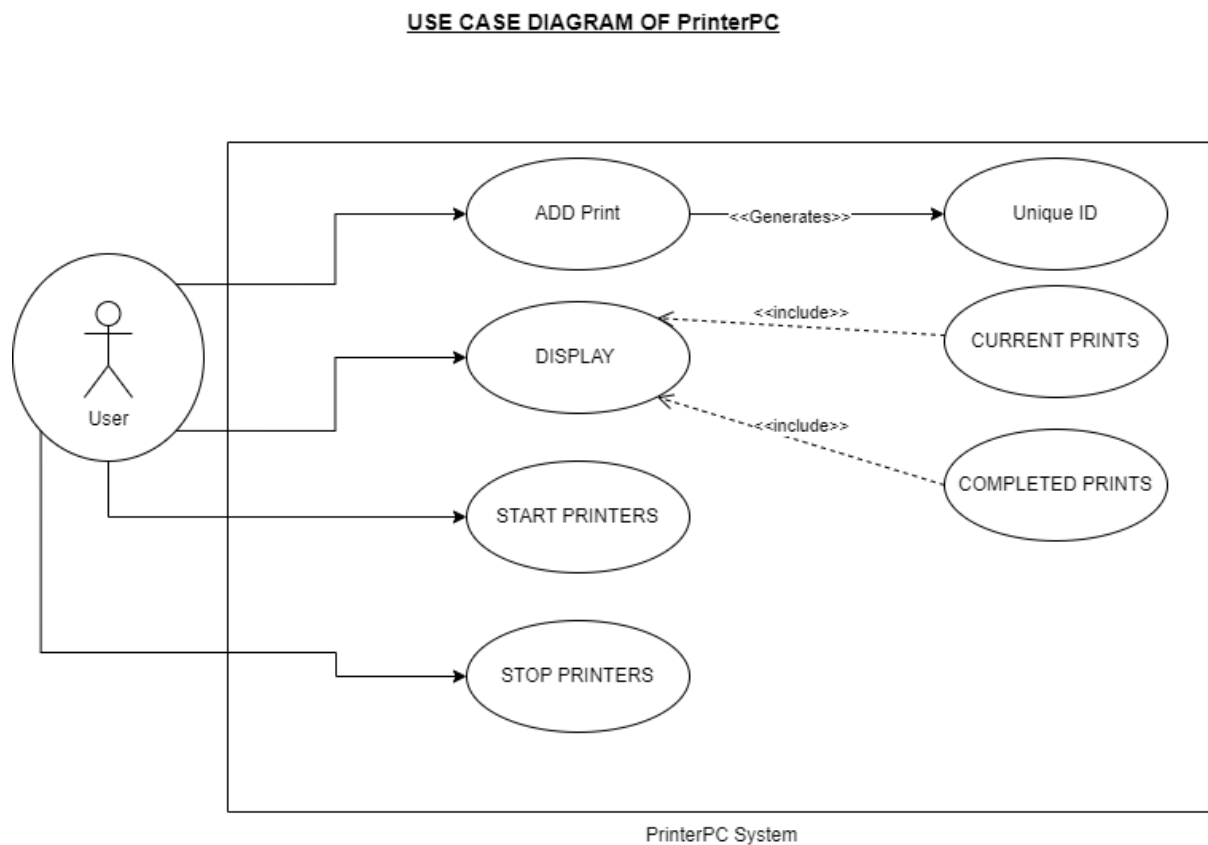 USE CASE DIAGRAM OF PrinterPC
ADD Print
<<Generates>>
Unique ID
<<include>>
CURRENT PRINTS
DISPLAY
User
<<include>>
COMPLETED PRINTS
START PRINTERS
STOP PRINTERS
PrinterPC System